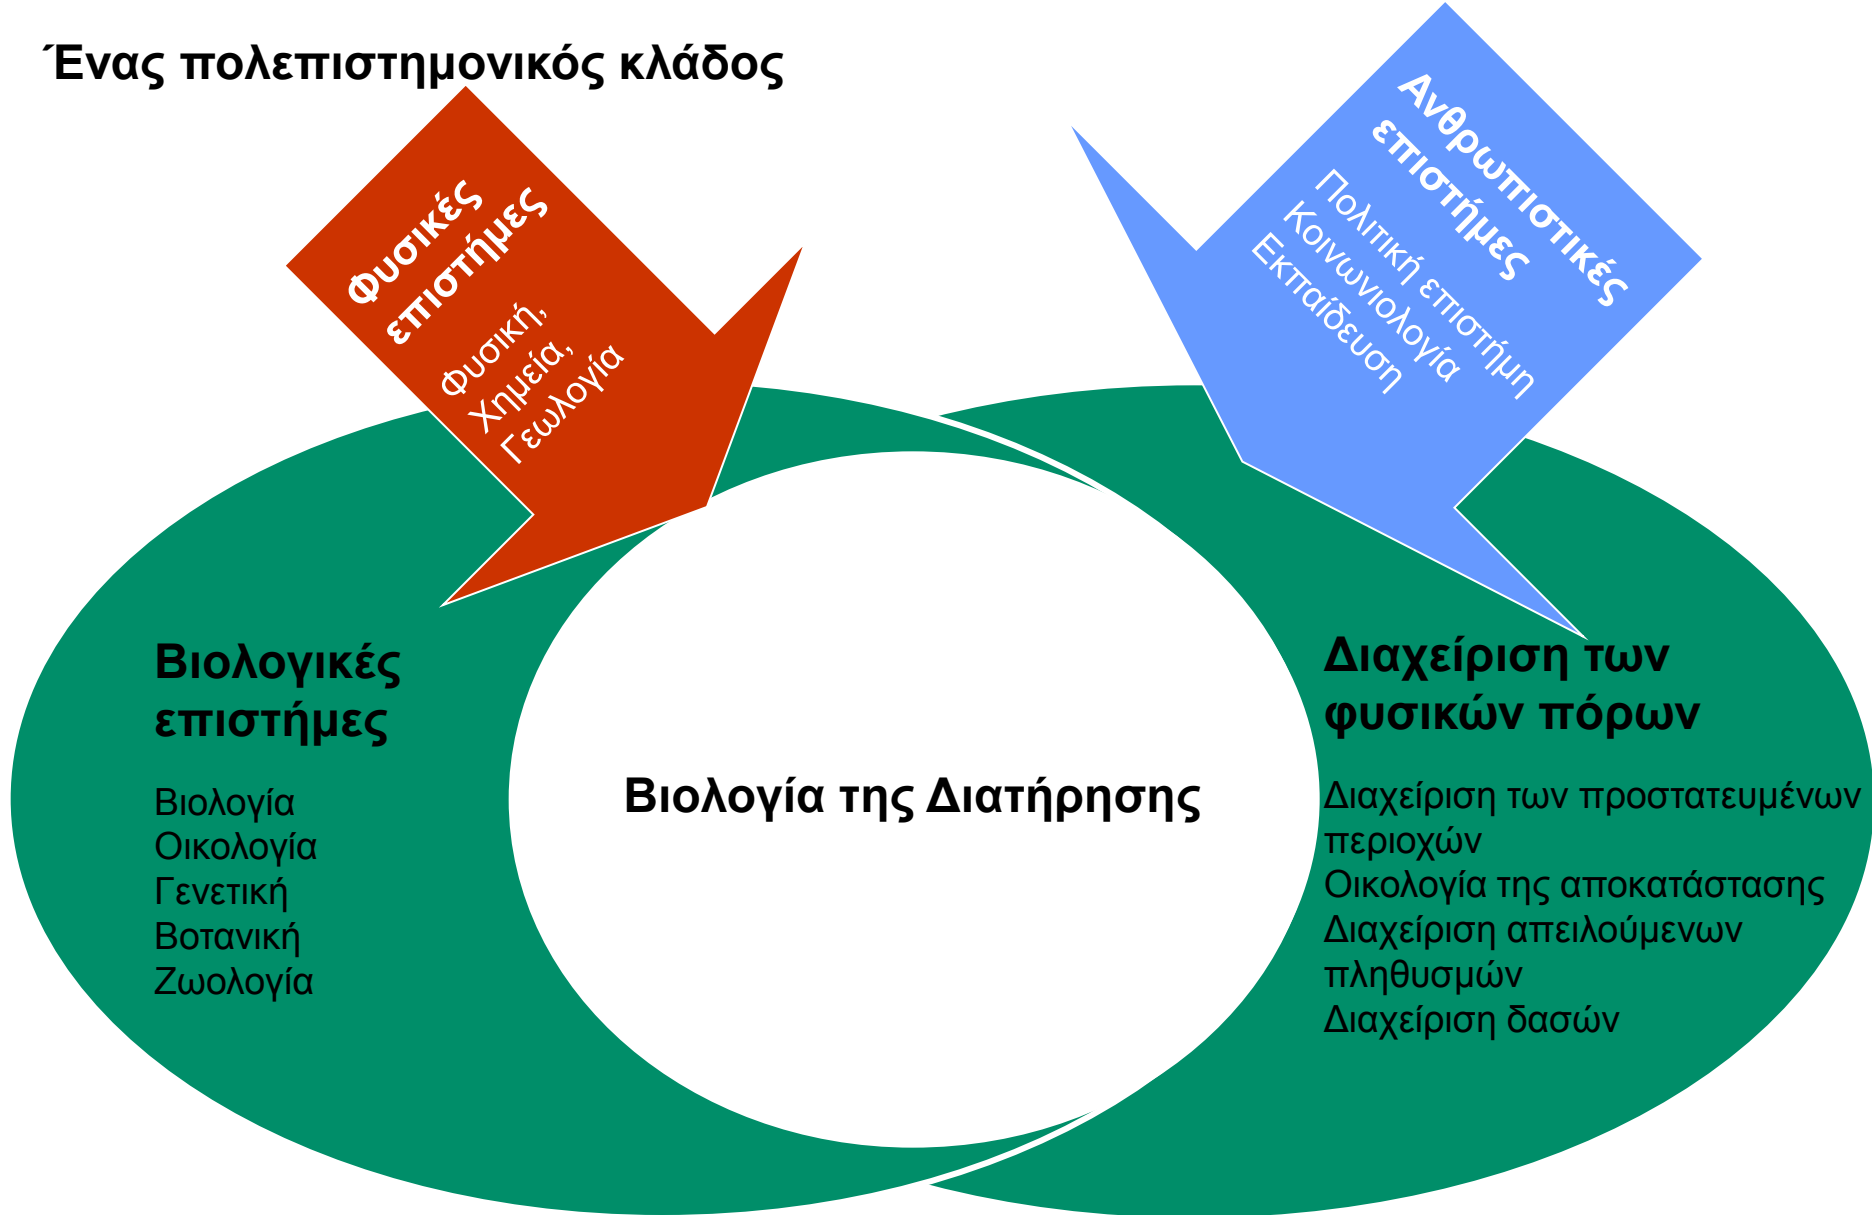 Ένας πολεπιστημονικός κλάδος
Φυσικές
επιστήμες
Φυσική,
Χημεία,
Γεωλογία
Ανθρωπιστικές
επιστήμες
Πολιτική επιστήμη
Κοινωνιολογία
Εκπαίδευση
Βιολογικές
επιστήμες
Βιολογία
Οικολογία
Γενετική
Βοτανική
Ζωολογία
Βιολογία της Διατήρησης
Διαχείριση των
φυσικών πόρων
Διαχείριση των προστατευμένων
περιοχών
Οικολογία της αποκατάστασης
Διαχείριση απειλούμενων
πληθυσμών
Διαχείριση δασών